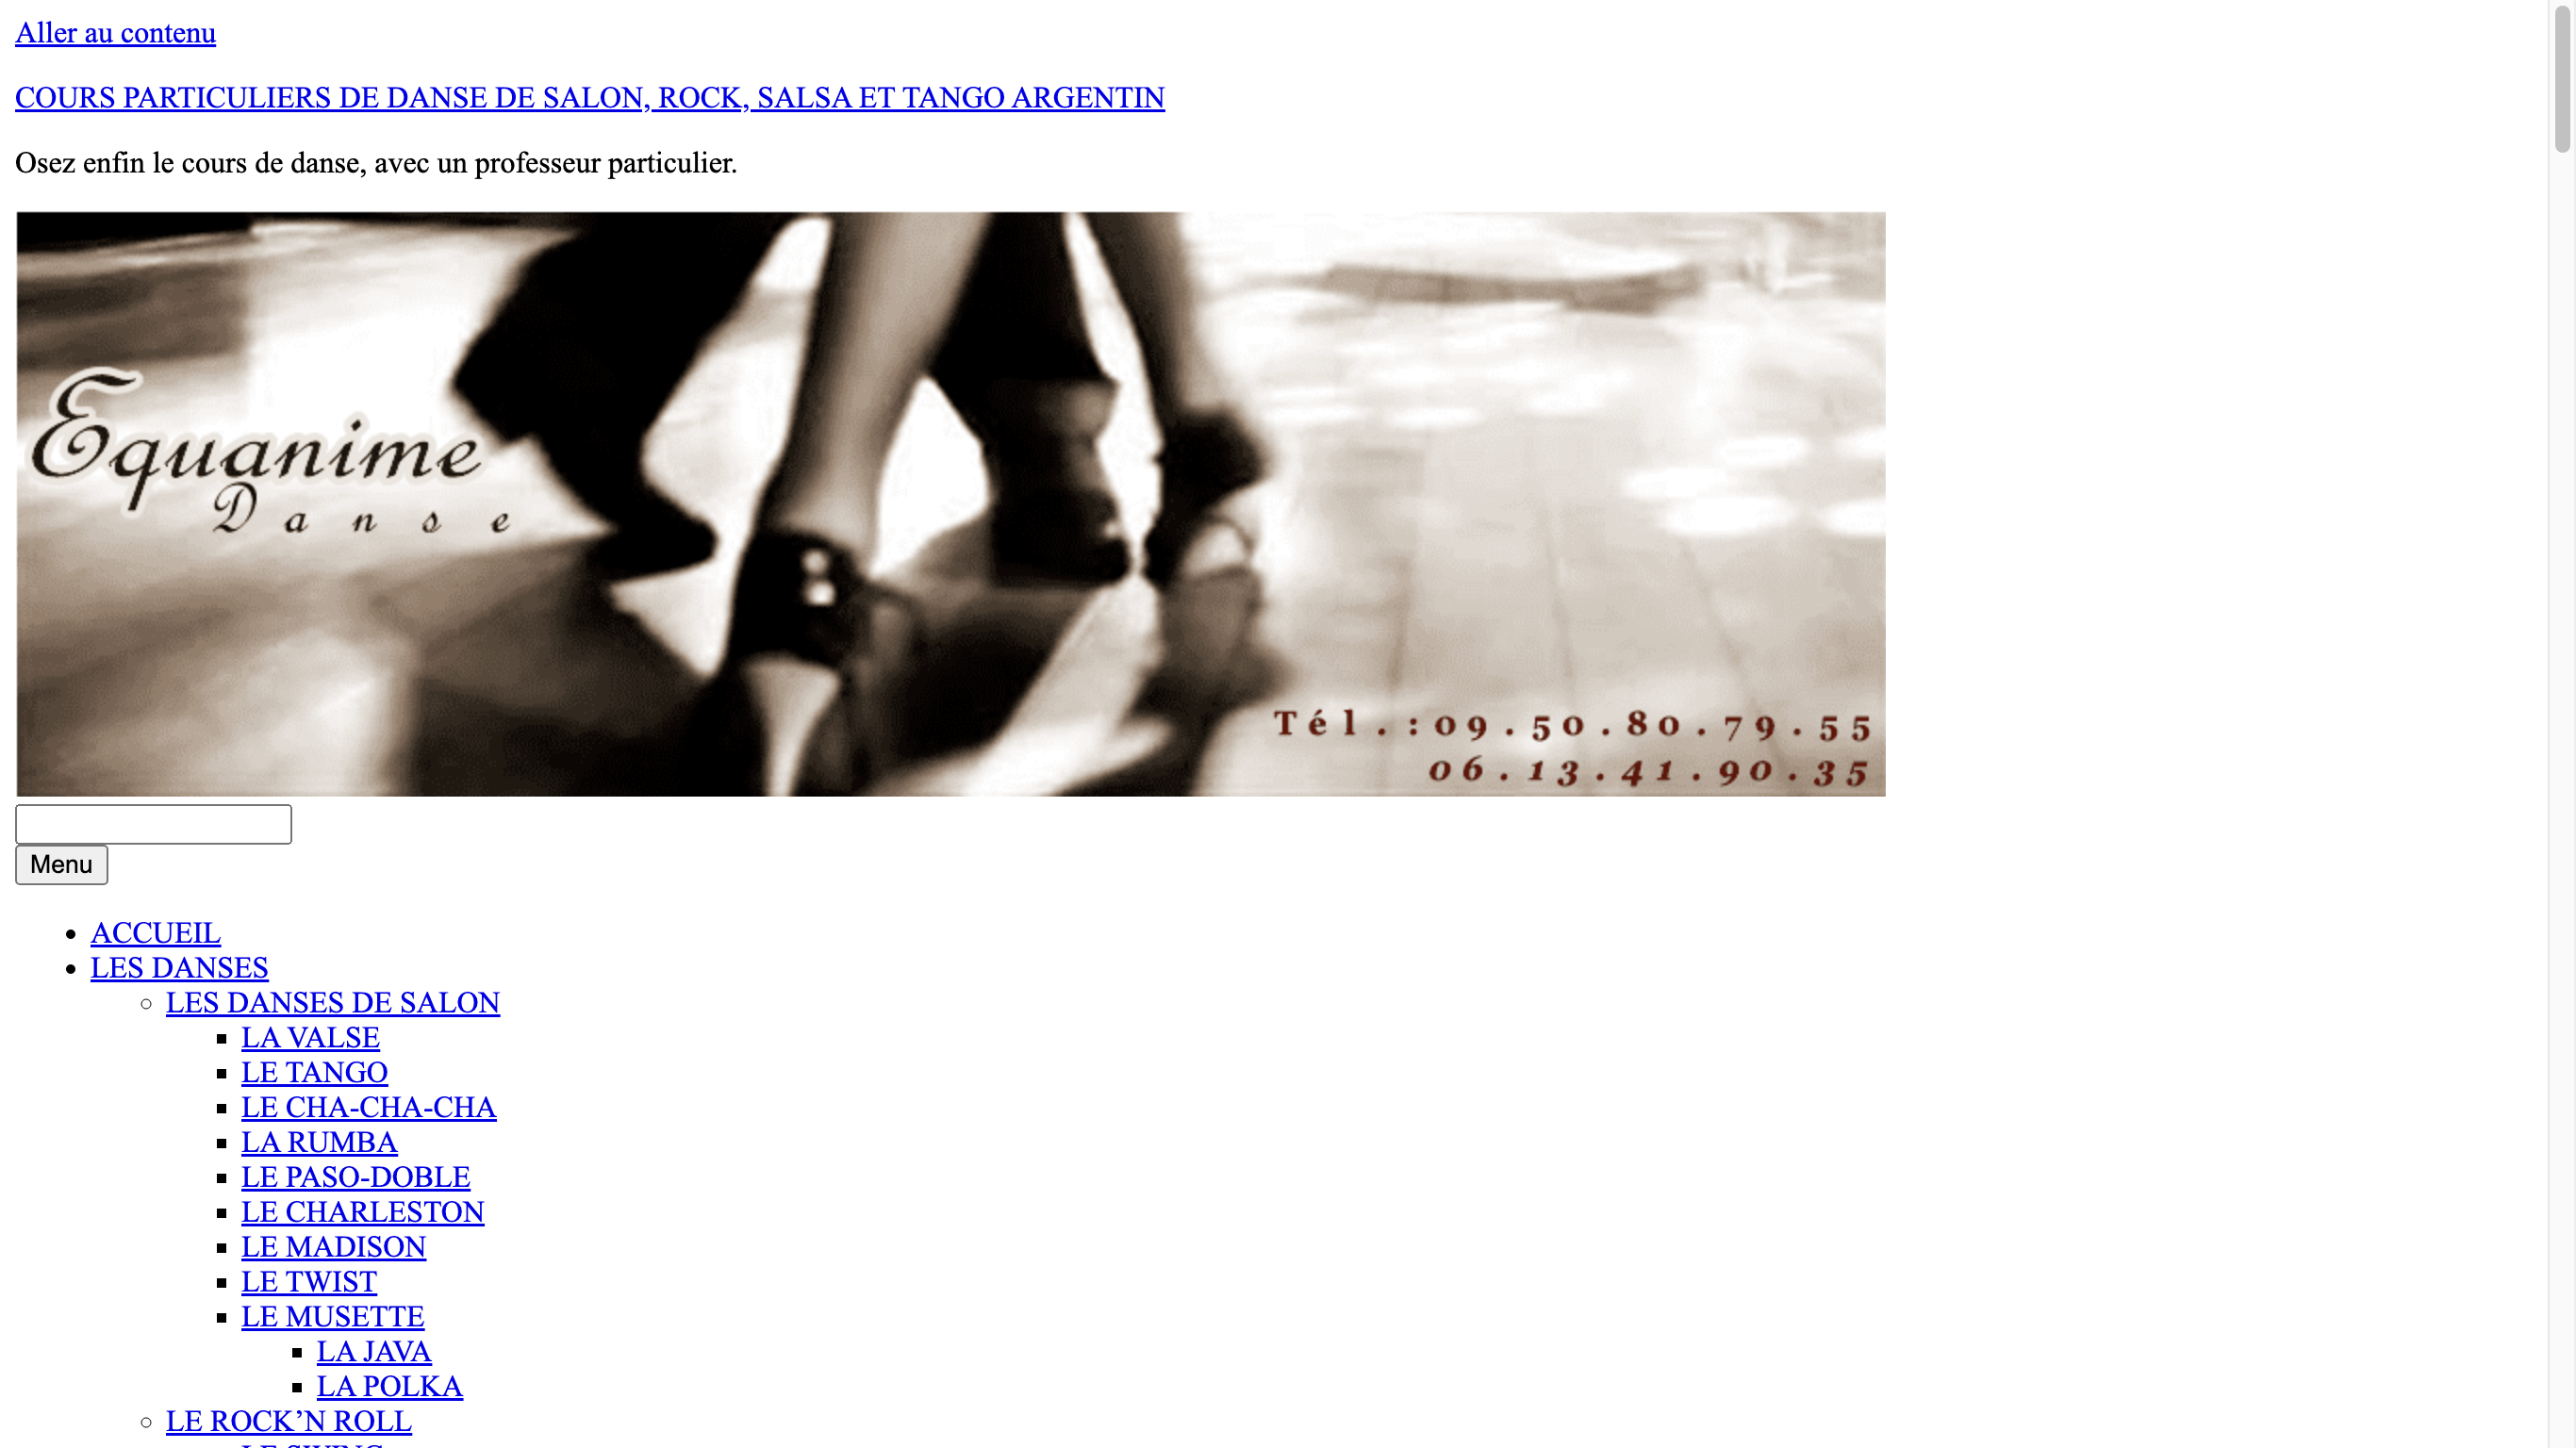 Aller au contenu
COURS PARTICULIERS DE DANSE DE SALON, ROCK, SALSA ET TANGO ARGENTIN
Osez enfin le cours de danse, avec un professeur particulier.
Equanime
Danse
Tél.:09.50.80.79.55
06.13.41.90.35
Menu
ACCUEIL
LES DANSES
LES DANSES DE SALON
LA VALSE
LE TANGO
LE CHA-CHA-CHA
LA RUMBA
LE PASO-DOBLE
LE CHARLESTON
LE MADISON
LE TWIST
LE MUSETTE
LA JAVA
LA POLKA
LE ROCK’N ROLL
LE SWING